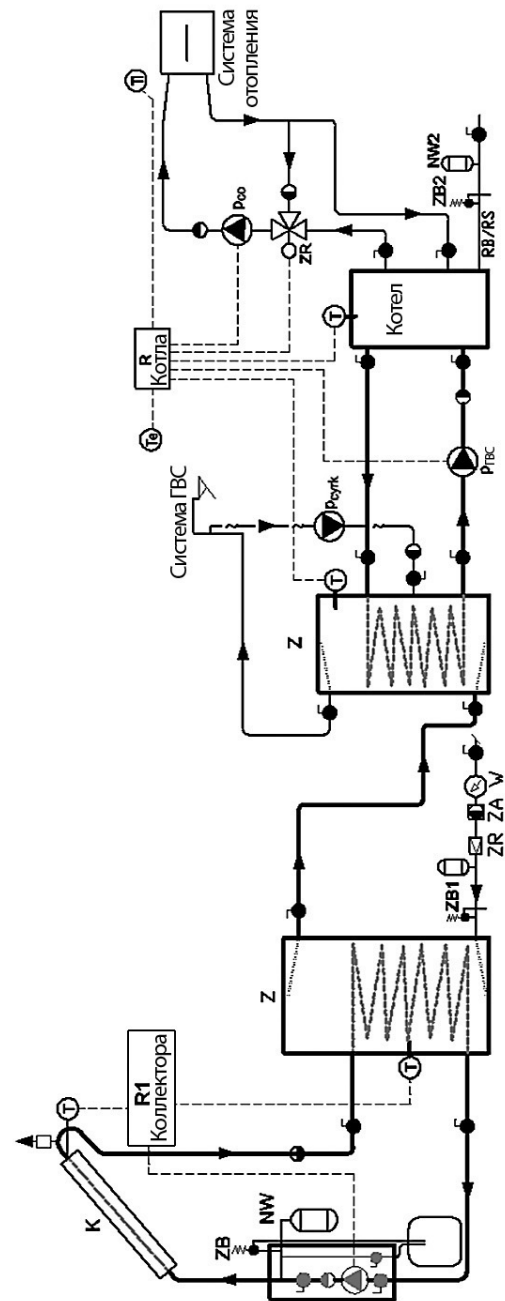 K
T
R1
Коллектора
ZB
NW
T
Z
ZB1
ZR
ZA
W
Z
T
Система ГВС
Pcyrk
PГВС
Te
R
Котла
TI
T
Котел
ZR
Pco
Система
отопления
RB/RS
ZB2
NW2